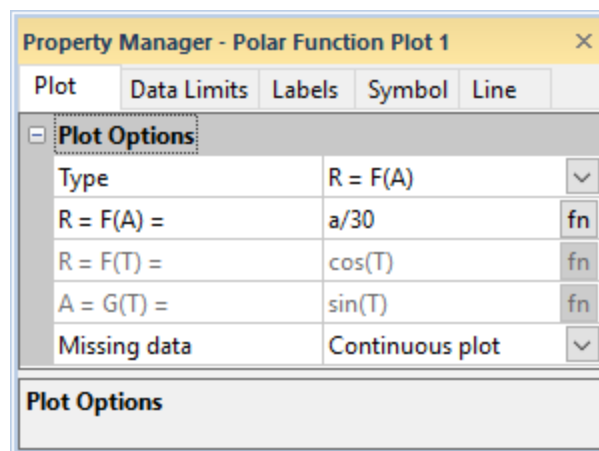 Property Manager - Polar Function Plot 1
Plot Data Limits Labels Symbol Line
Plot Options
Type R = F(A)
R = F(A) = a/30 fn
R = F(T) = cos(T) fn
A = G(T) = sin(T) fn
Missing data Continuous plot
Plot Options